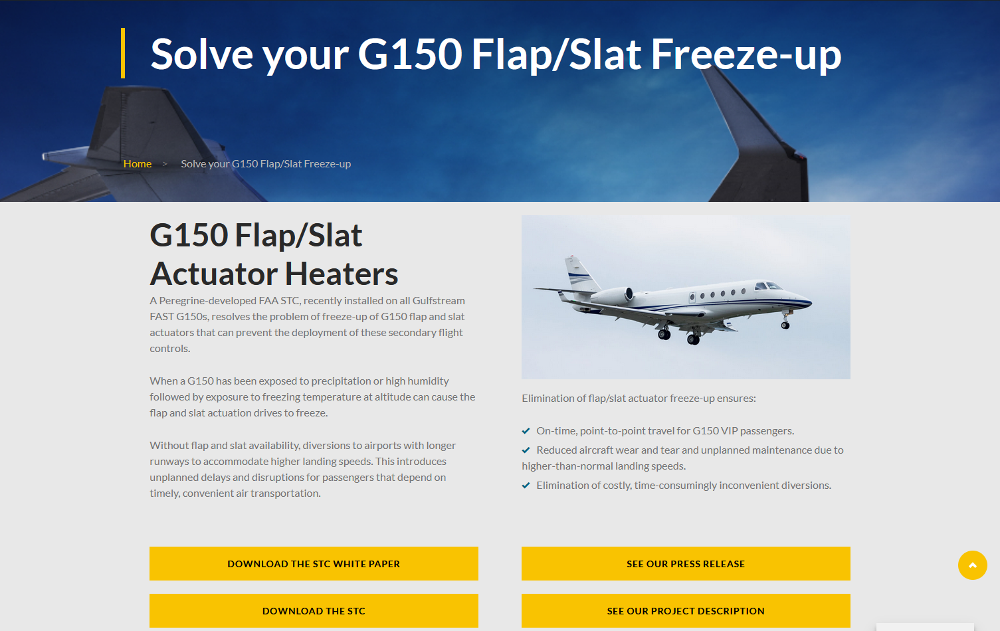 Solve your G150 Flap/Slat Freeze-up
Home > Solve your G150 Flap/Slat Freeze-up
G150 Flap/Slat
Actuator Heaters
A Peregrine-developed FAA STC, recently installed on all Gulfstream
FAST G150s, resolves the problem of freeze-up of G150 flap and slat
actuators that can prevent the deployment of these secondary flight
controls.
When a G150 has been exposed to precipitation or high humidity
followed by exposure to freezing temperature at altitude can cause the
flap and slat actuation drives to freeze.
Without flap and slat availability, diversions to airports with longer
runways to accommodate higher landing speeds. This introduces
unplanned delays and disruptions for passengers that depend on
timely, convenient air transportation.
Elimination of flap/slat actuator freeze-up ensures:
On-time, point-to-point travel for G150 VIP passengers.
Reduced aircraft wear and tear and unplanned maintenance due to
higher-than-normal landing speeds.
Elimination of costly, time-consumingly inconvenient diversions.
DOWNLOAD THE STC WHITE PAPER
SEE OUR PRESS RELEASE
DOWNLOAD THE STC
SEE OUR PROJECT DESCRIPTION